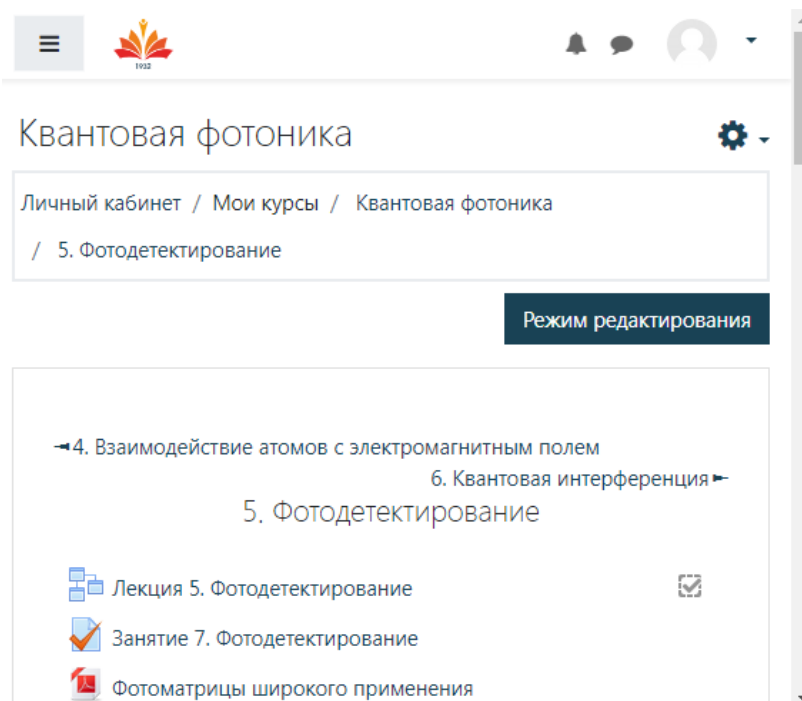 1932
Квантовая фотоника
Личный кабинет / Мои курсы / Квантовая фотоника
/ 5. Фотодетектирование
Режим редактирования
4. Взаимодействие атомов с электромагнитным полем
6. Квантовая интерференция
5. Фотодетектирование
Лекция 5. Фотодетектирование
Занятие 7. Фотодетектирование
Фотоматрицы широкого применения